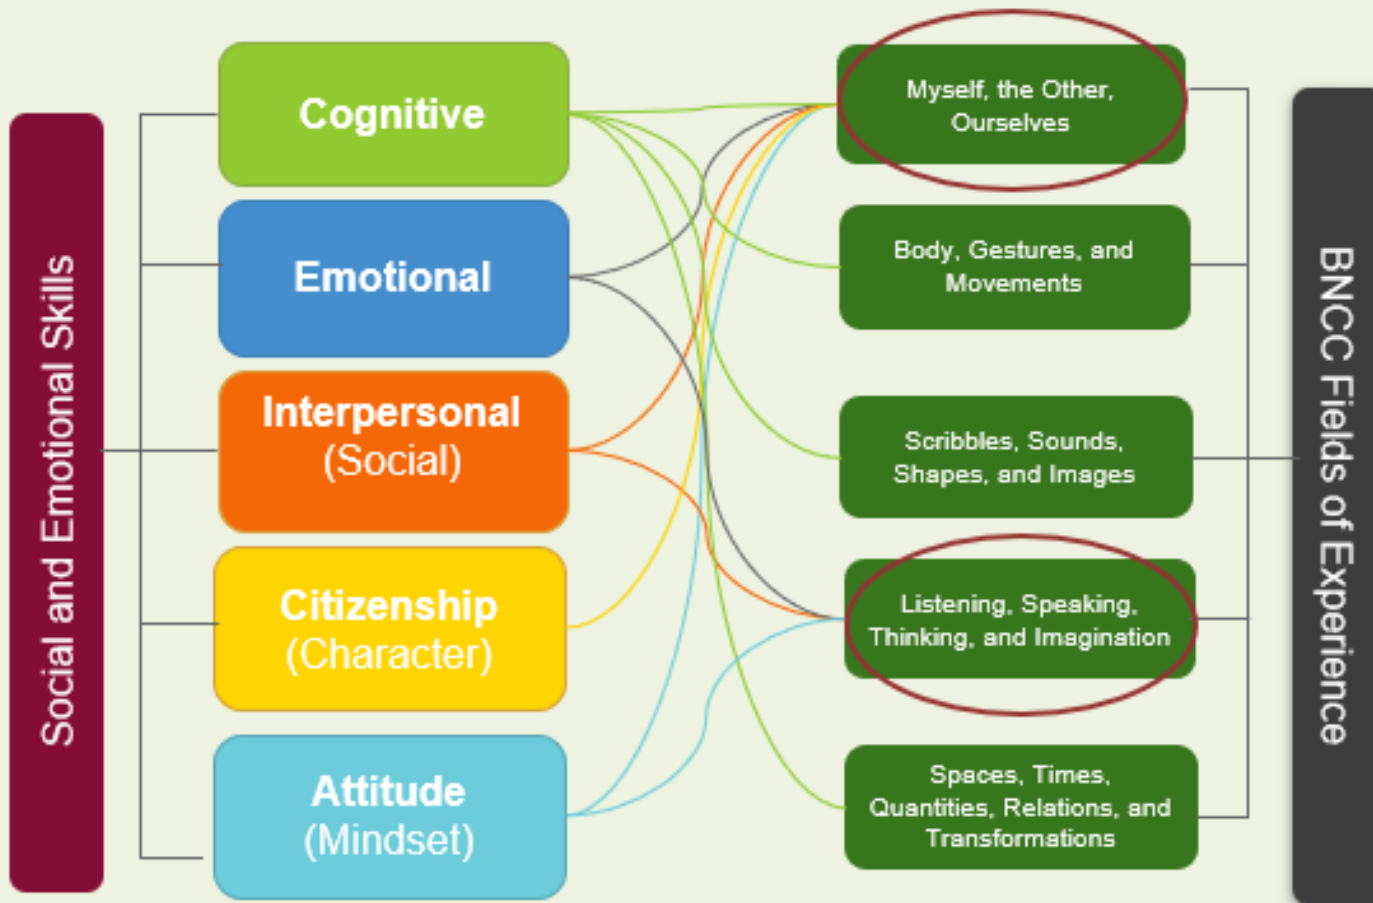 Social and Emotional Skills
Cognitive
Emotional
Interpersonal
(Social)
Citizenship
(Character)
Attitude
(Mindset)
Myself, the Other,
Ourselves
Body, Gestures, and
Movements
Scribbles, Sounds,
Shapes, and Images
Listening, Speaking,
Thinking, and Imagination
Spaces, Times,
Quantities, Relations, and
Transformations
BNCC Fields of Experience